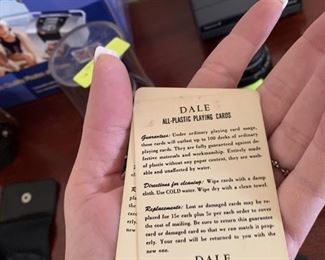 DALE
ALL-PLASTIC PLAYING CARDS
Guarantee: Under ordinary playing card usage,
these cards will outlast up to 100 decks of ordinary
playing cards. They are fully guaranteed against de-
fective materials and workmanship. Entirely made
of plastic without any paper content, they are wash-
able and unaffected by water.
Directions for cleaning: Wipe cards with a damp
cloth. Use COLD water. Wipe dry with a clean towel.
Replacements: Lost or damaged cards may be re-
placed for 15c each plus 5c per each order to cover
the cost of mailing. Be sure to return this guarantee
card or damaged card so that we can match it prop-
erly. Your card will be returned to you with the
new one.
DALE